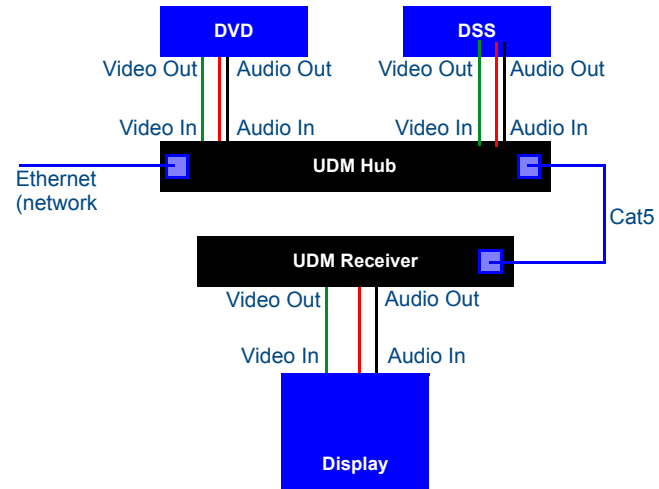 DVD
DSS
Video Out
Audio Out
Video Out
Audio Out
Video In
Audio In
Video In
Audio In
UDM Hub
Ethernet
(network
Cat5
UDM Receiver
Video Out
Audio Out
Video In
Audio In
Display